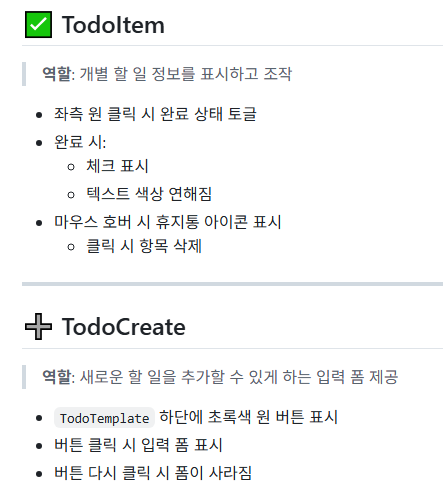 TodoItem
역할: 개별 할 일 정보를 표시하고 조작
좌측 원 클릭 시 완료 상태 토글
완료 시:
체크 표시
텍스트 색상 연해짐
마우스 호버 시 휴지통 아이콘 표시
클릭 시 항목 삭제
TodoCreate
역할: 새로운 할 일을 추가할 수 있게 하는 입력 폼 제공
TodoTemplate 하단에 초록색 원 버튼 표시
버튼 클릭 시 입력 폼 표시
버튼 다시 클릭 시 폼이 사라짐